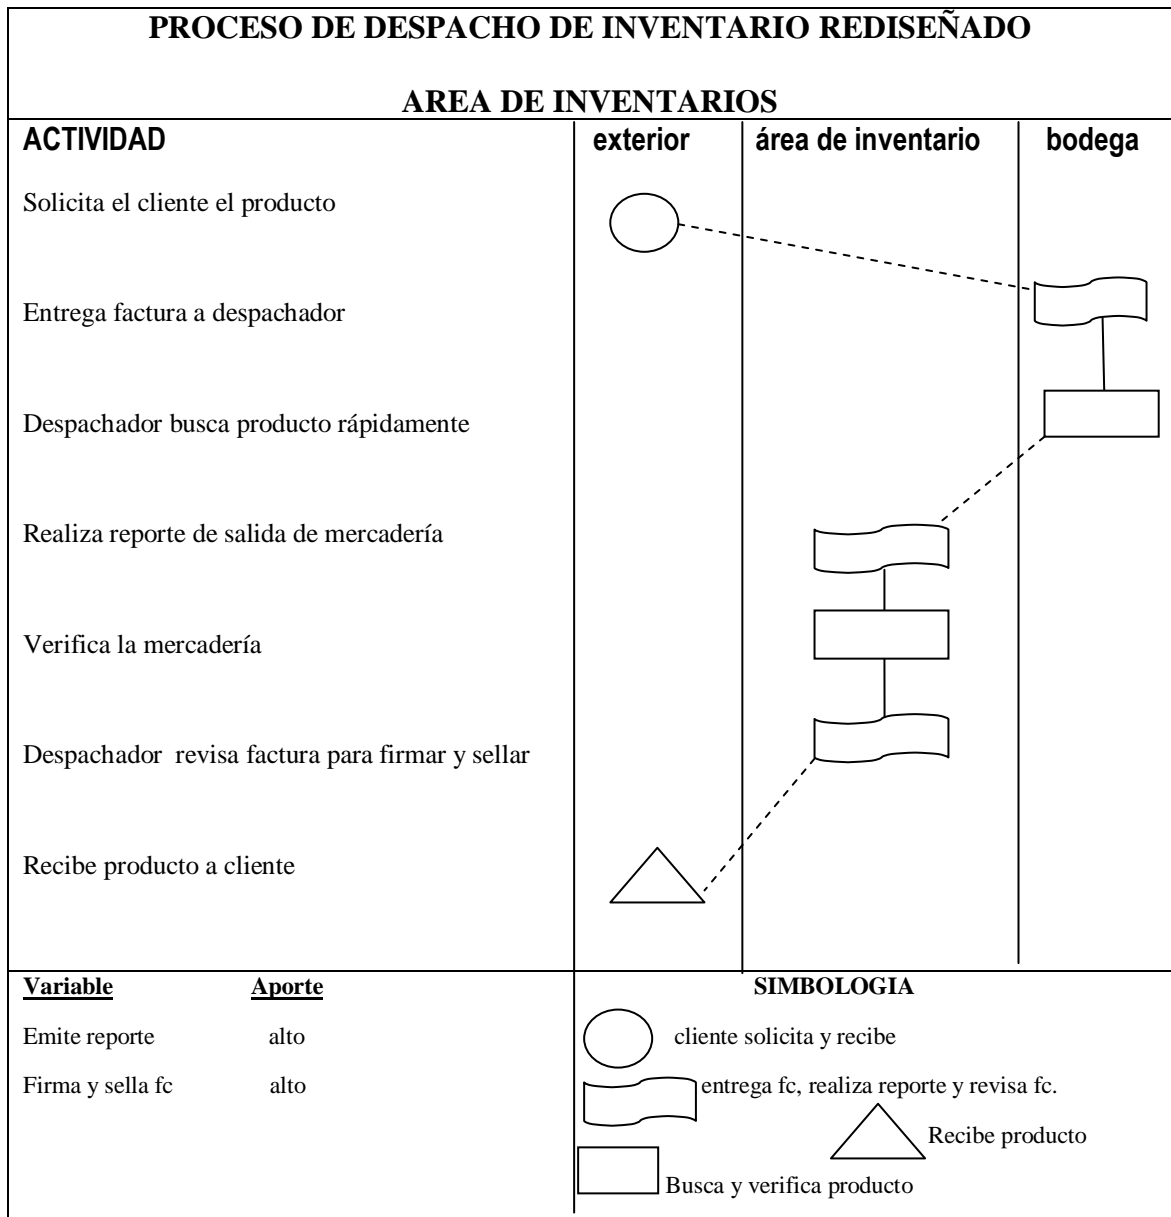 PROCESO DE DESPACHO DE INVENTARIO REDISEÑADO
AREA DE INVENTARIOS
ACTIVIDAD exterior área de inventario bodega
Solicita el cliente el producto
Entrega factura a despachador
Despachador busca producto rápidamente
Realiza reporte de salida de mercadería
Verifica la mercadería
Despachador revisa factura para firmar y sellar
Recibe producto a cliente
Variable Aporte
Emite reporte alto
Firma y sella fc alto
SIMBOLOGIA
cliente solicita y recibe
entrega fc, realiza reporte y revisa fc.
Recibe producto
Busca y verifica producto